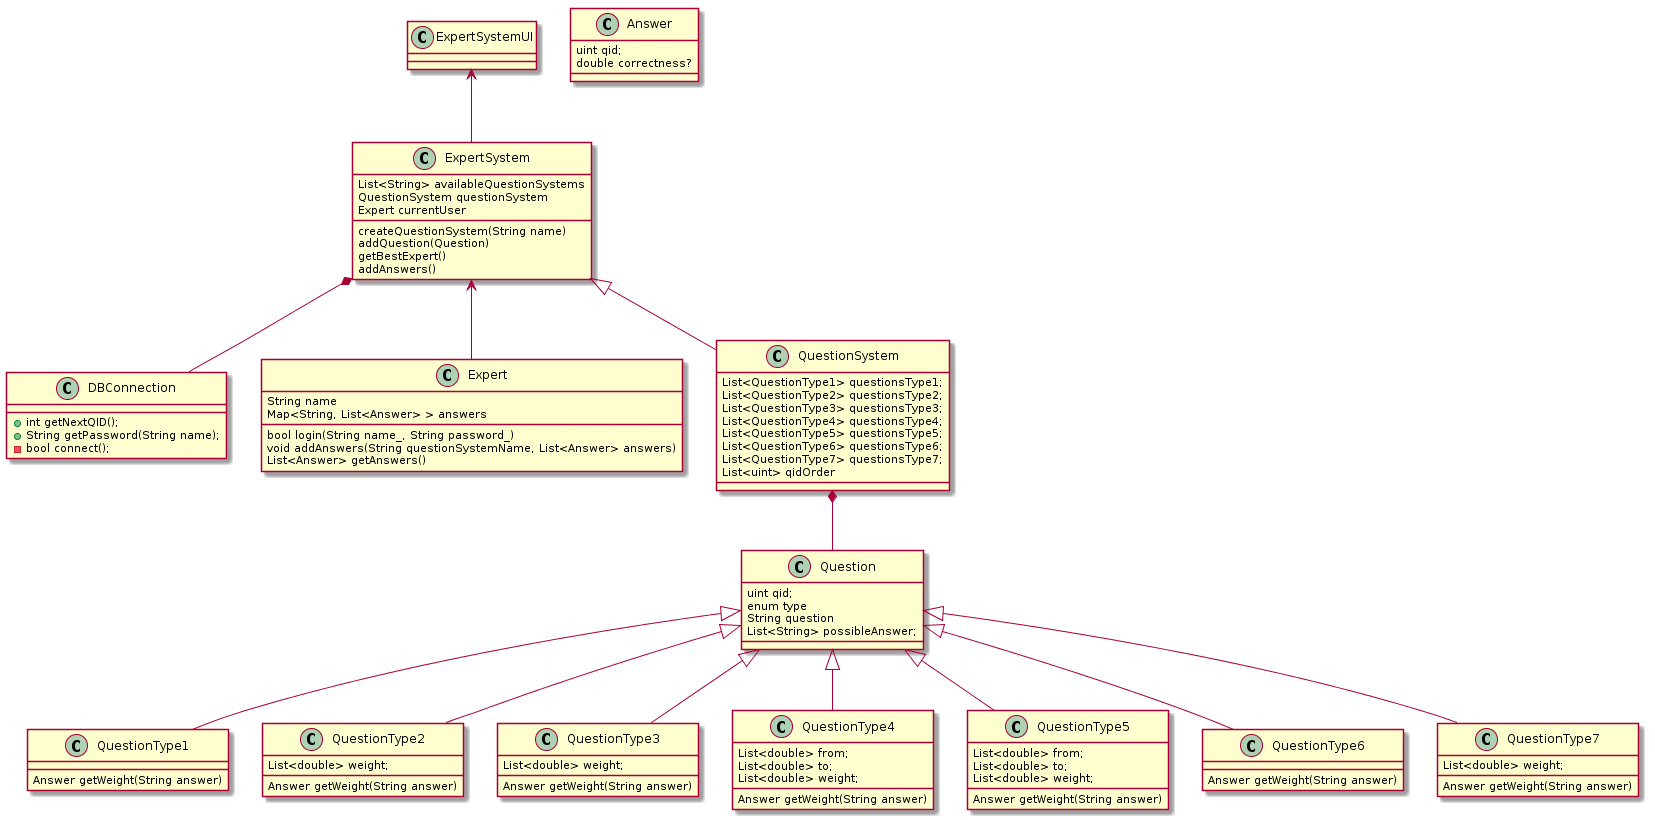 C ExpertSystemUI
C Answer
uint qid;
double correctness?
C ExpertSystem
List<String> availableQuestionSystems
QuestionSystem questionSystem
Expert currentUser
createQuestionSystem(String name)
addQuestion(Question)
getBestExpert()
addAnswers()
C DBConnection
int getNextQID();
String getPassword(String name);
bool connect();
C Expert
String name
Map<String, List<Answer> > answers
bool login(String name_, String password_)
void addAnswers(String questionSystemName, List<Answer> answers)
List<Answer> getAnswers()
C QuestionSystem
List<QuestionType1> questionsType1;
List<QuestionType2> questionsType2;
List<QuestionType3> questionsType3;
List<QuestionType4> questionsType4;
List<QuestionType5> questionsType5;
List<QuestionType6> questionsType6;
List<QuestionType7> questionsType7;
List<uint> qidOrder
C Question
uint qid;
enum type
String question
List<String> possibleAnswer;
C QuestionType1
Answer getWeight(String answer)
C QuestionType2
List<double> weight;
Answer getWeight(String answer)
C QuestionType3
List<double> weight;
Answer getWeight(String answer)
C QuestionType4
List<double> from;
List<double> to;
List<double> weight;
Answer getWeight(String answer)
C QuestionType5
List<double> from;
List<double> to;
List<double> weight;
Answer getWeight(String answer)
C QuestionType6
Answer getWeight(String answer)
C QuestionType7
List<double> weight;
Answer getWeight(String answer)